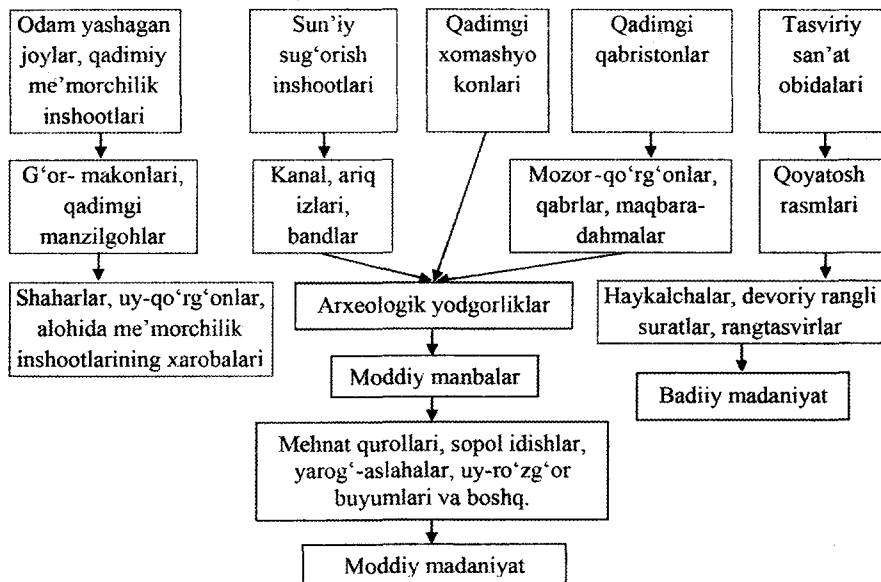 Odam yashagan
joylar, qadimiy
me’morchilik
inshootlari
Sun’iy
sug‘orish
inshootlari
Qadimgi
xomashyo
konlari
Qadimgi
qabristonlar
Tasviriy
san’at
obidalari
G‘or- makonlari,
qadimgi
manzilgohlar
Kanal, ariq
izlari,
bandlar
Mozor-qo‘rg‘onlar,
qabrlar, maqbara-
dahmalar
Qoyatosh
rasmlari
Shaharlar, uy-qo‘rg‘onlar,
alohida me’morchilik
inshootlarining xarobalari
Arxeologik yodgorliklar
Haykalchalar, devoriy rangli
suratlar, rangtasvirlar
Moddiy manbalar
Badiiy madaniyat
Mehnat qurollari, sopol idishlar,
yarog‘-aslahalar, uy-ro‘zg‘or
buyumlari va boshq.
Moddiy madaniyat